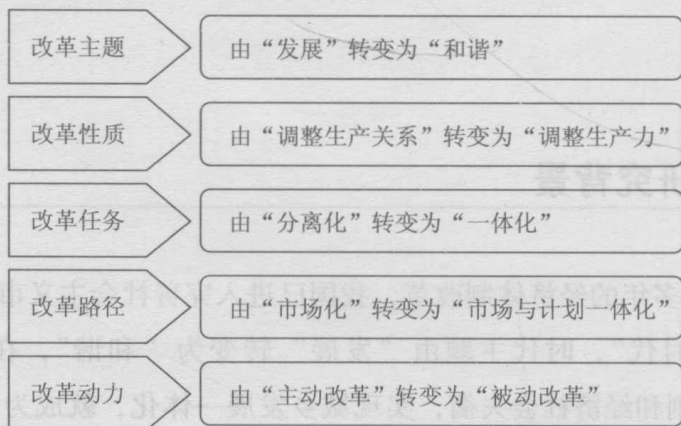 改革主题
由“发展”转变为“和谐”
改革性质
由“调整生产关系”转变为“调整生产力”
改革任务
由“分离化”转变为“一体化”
改革路径
由“市场化”转变为“市场与计划一体化”
改革动力
由“主动改革”转变为“被动改革”